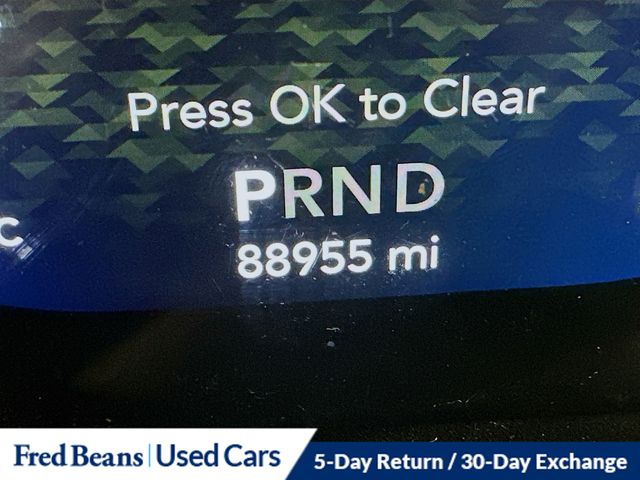 Press OK to Clear
PRND
C
88955 mi
Fred Beans | Used Cars
5-Day Return / 30-Day Exchange